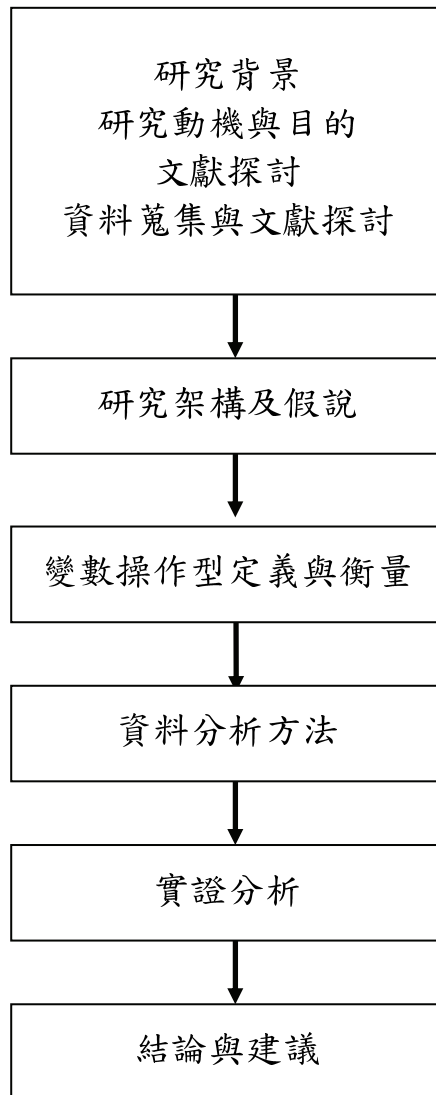 研究背景
研究動機與目的
文獻探討
資料蒐集與文獻探討
研究架構及假說
變數操作型定義與衡量
資料分析方法
實證分析
結論與建議